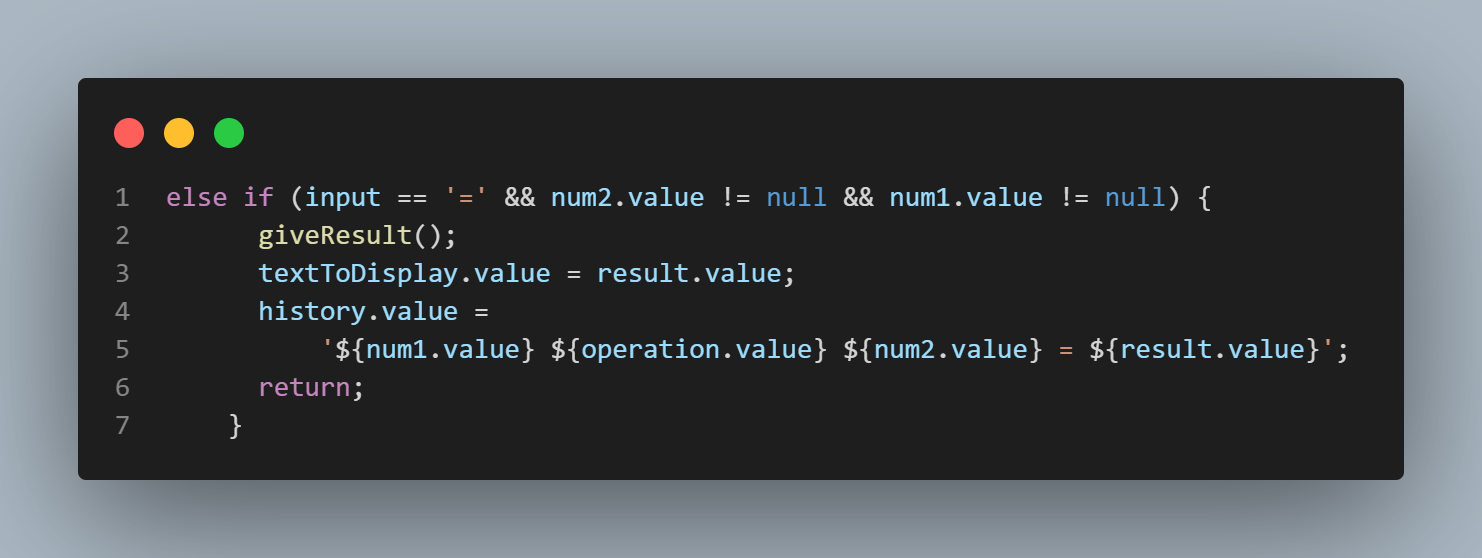 1 else if (input == '=' && num2.value != null && num1.value != null) {
2 giveResult();
3 textToDisplay.value = result.value;
4 history.value =
5 '${num1.value} ${operation.value} ${num2.value} = ${result.value}';
6 return;
7 }